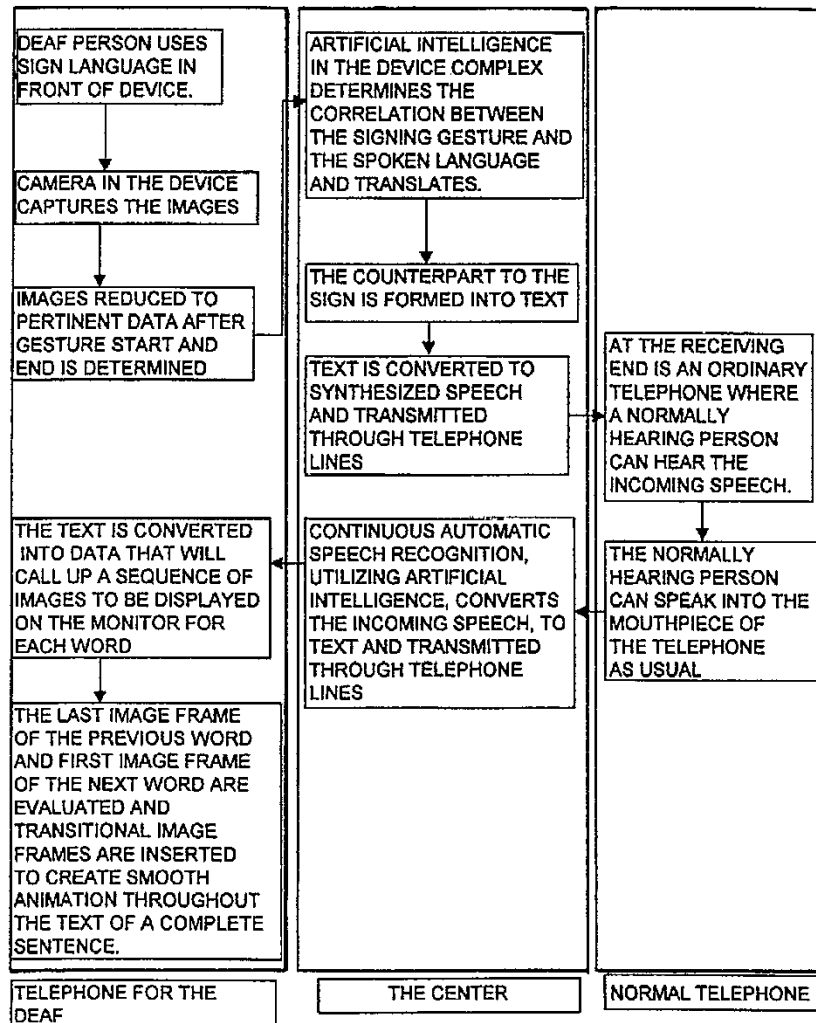 DEAF PERSON USES
SIGN LANGUAGE IN
FRONT OF DEVICE.
CAMERA IN THE DEVICE
CAPTURES THE IMAGES
IMAGES REDUCED TO
PERTINENT DATA AFTER
GESTURE START AND
END IS DETERMINED
ARTIFICIAL INTELLIGENCE
IN THE DEVICE COMPLEX
DETERMINES THE
CORRELATION BETWEEN
THE SIGNING GESTURE AND
THE SPOKEN LANGUAGE
AND TRANSLATES.
THE COUNTERPART TO THE
SIGN IS FORMED INTO TEXT
TEXT IS CONVERTED TO
SYNTHESIZED SPEECH
AND TRANSMITTED
THROUGH TELEPHONE
LINES
AT THE RECEIVING
END IS AN ORDINARY
TELEPHONE WHERE
A NORMALLY
HEARING PERSON
CAN HEAR THE
INCOMING SPEECH.
THE NORMALLY
HEARING PERSON
CAN SPEAK INTO THE
MOUTHPIECE OF
THE TELEPHONE
AS USUAL
CONTINUOUS AUTOMATIC
SPEECH RECOGNITION,
UTILIZING ARTIFICIAL
INTELLIGENCE, CONVERTS
THE INCOMING SPEECH, TO
TEXT AND TRANSMITTED
THROUGH TELEPHONE
LINES
THE TEXT IS CONVERTED
INTO DATA THAT WILL
CALL UP A SEQUENCE OF
IMAGES TO BE DISPLAYED
ON THE MONITOR FOR
EACH WORD
THE LAST IMAGE FRAME
OF THE PREVIOUS WORD
AND FIRST IMAGE FRAME
OF THE NEXT WORD ARE
EVALUATED AND
TRANSITIONAL IMAGE
FRAMES ARE INSERTED
TO CREATE SMOOTH
ANIMATION THROUGHOUT
THE TEXT OF A COMPLETE
SENTENCE.
TELEPHONE FOR THE
DEAF
THE CENTER
NORMAL TELEPHONE